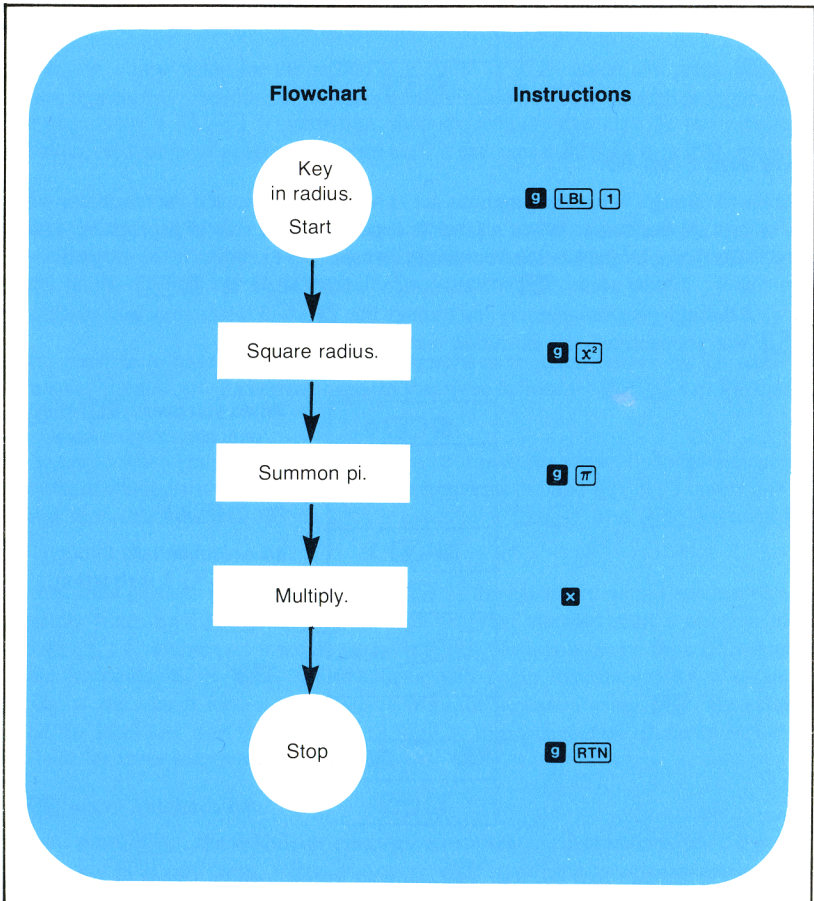 Flowchart Instructions
Key
in radius.
Start
g LBL 1
Square radius. g x²
Summon pi. g π
Multiply. ×
Stop g RTN